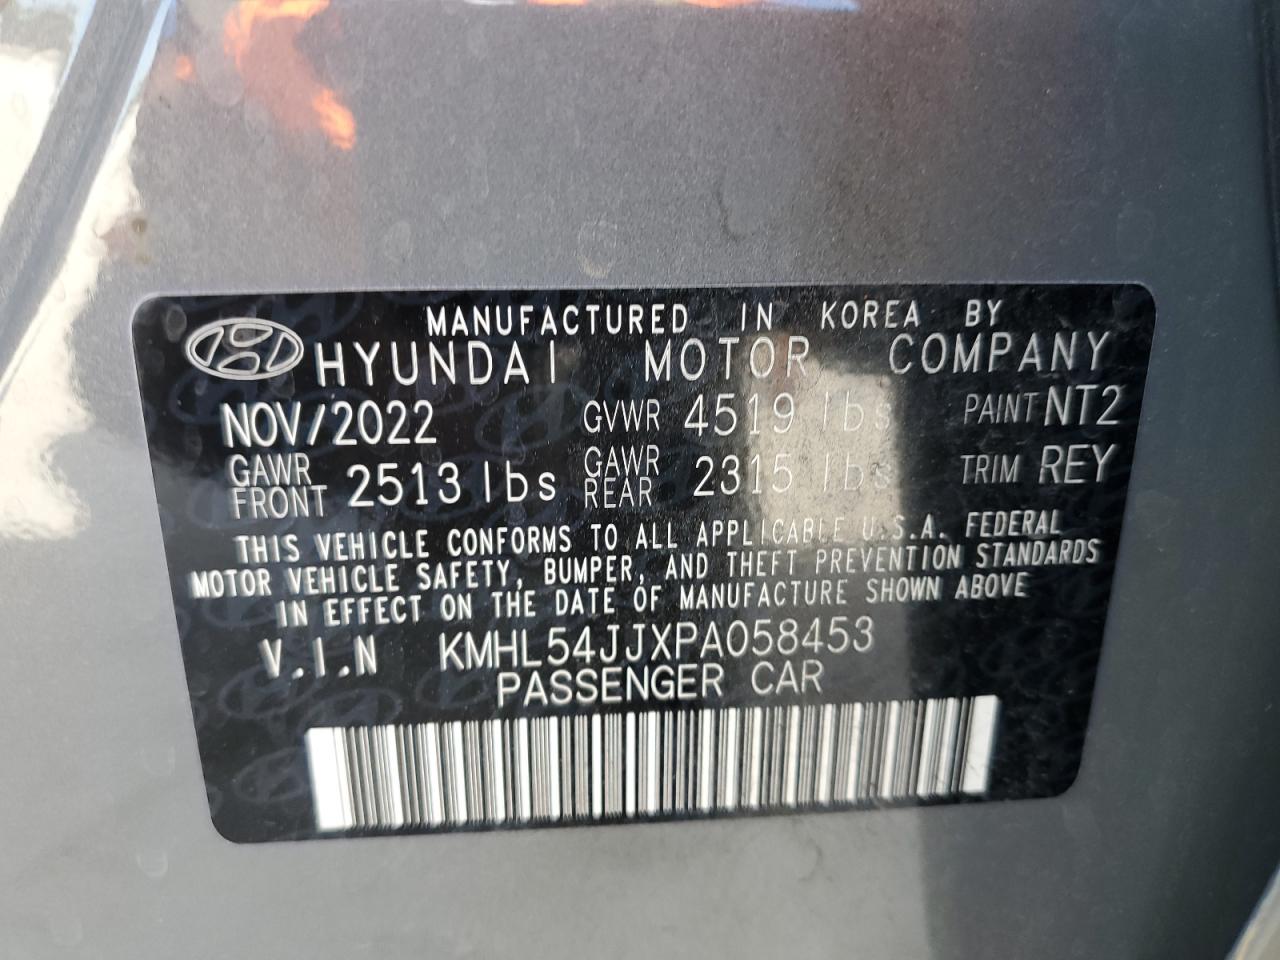 MANUFACTURED IN KOREA BY
HYUNDAI MOTOR COMPANY
NOV/2022 GVWR 4519 lbs PAINT NT2
GAWR FRONT 2513 lbs GAWR REAR 2315 lbs TRIM REY
THIS VEHICLE CONFORMS TO ALL APPLICABLE U.S.A. FEDERAL
MOTOR VEHICLE SAFETY, BUMPER, AND THEFT PREVENTION STANDARDS
IN EFFECT ON THE DATE OF MANUFACTURE SHOWN ABOVE
V.I.N KMHL54JJXPA058453
PASSENGER CAR